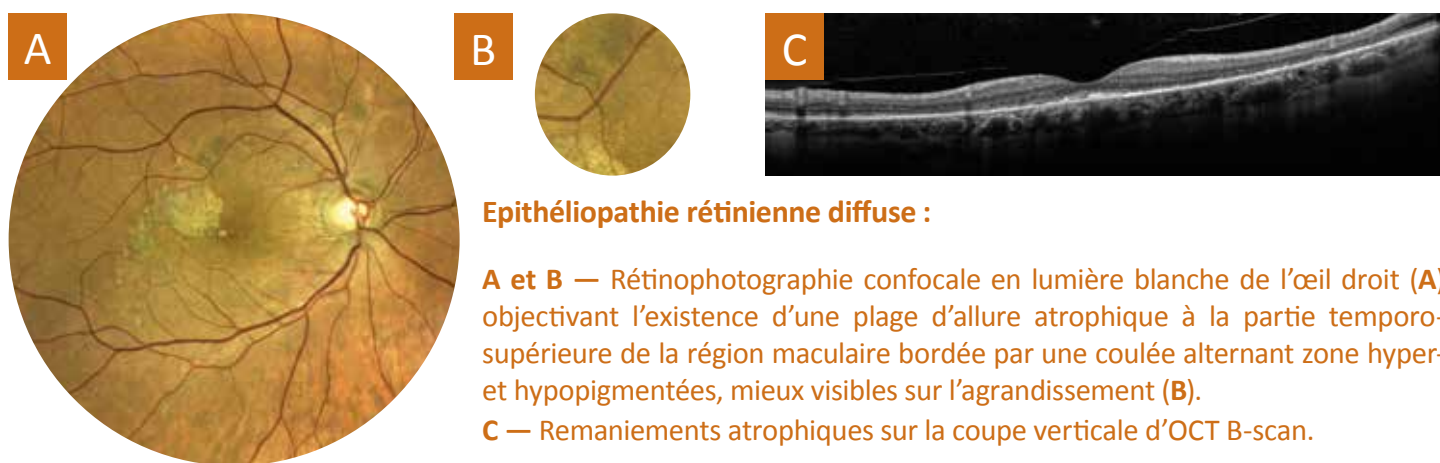 A
B
C
Epithéliopathie rétinienne diffuse :
A et B — Rétinophotographie confocale en lumière blanche de l’œil droit (A)
objectivant l’existence d’une plage d’allure atrophique à la partie temporo-
supérieure de la région maculaire bordée par une coulée alternant zone hyper-
et hypopigmentées, mieux visibles sur l’agrandissement (B).
C — Remaniements atrophiques sur la coupe verticale d’OCT B-scan.